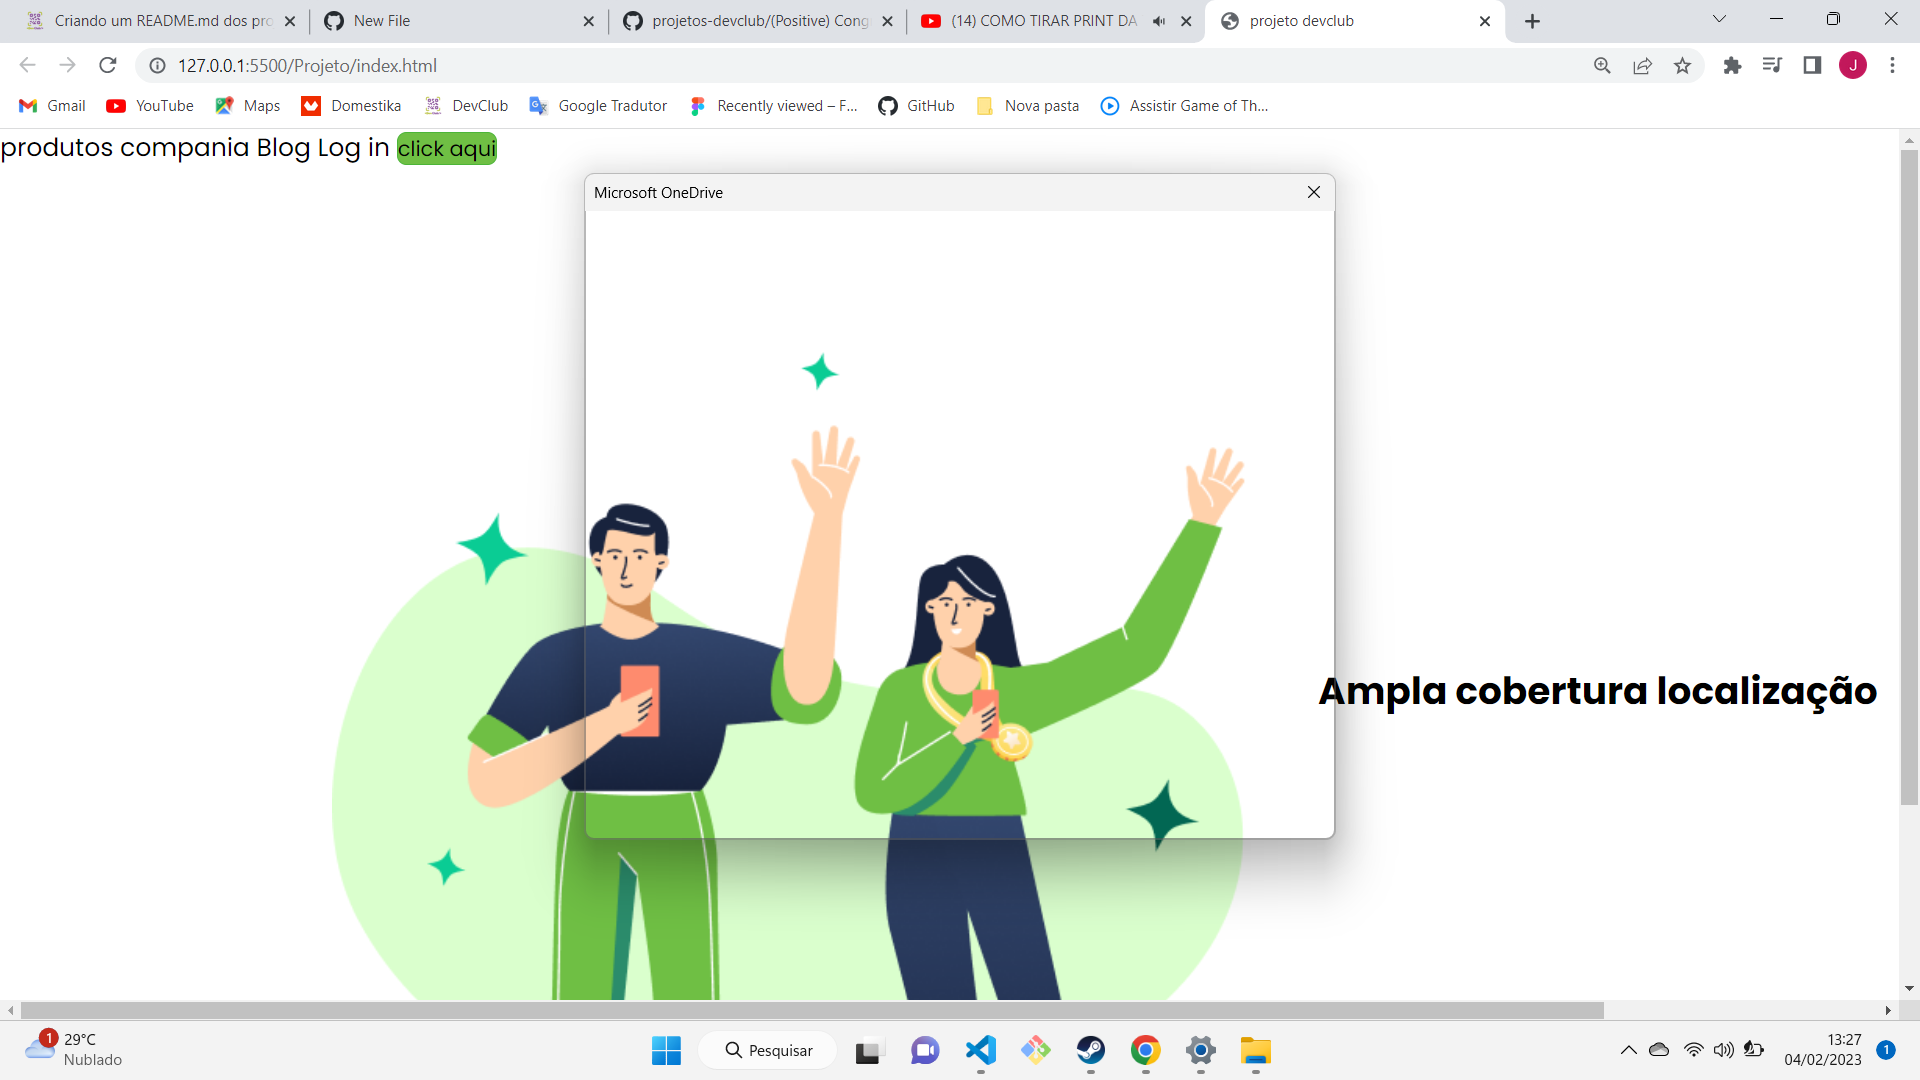 Criando um README.md dos pro
New File
projetos-devclub/(Positive) Cong
(14) COMO TIRAR PRINT DA
projeto devclub
127.0.0.1:5500/Projeto/index.html
J
Gmail
YouTube
Maps
Domestika
DevClub
Google Tradutor
Recently viewed – F...
GitHub
Nova pasta
Assistir Game of Th...
produtos compania Blog Log in click aqui
Microsoft OneDrive
Ampla cobertura localização
1
29°C
Nublado
Pesquisar
13:27
04/02/2023
1